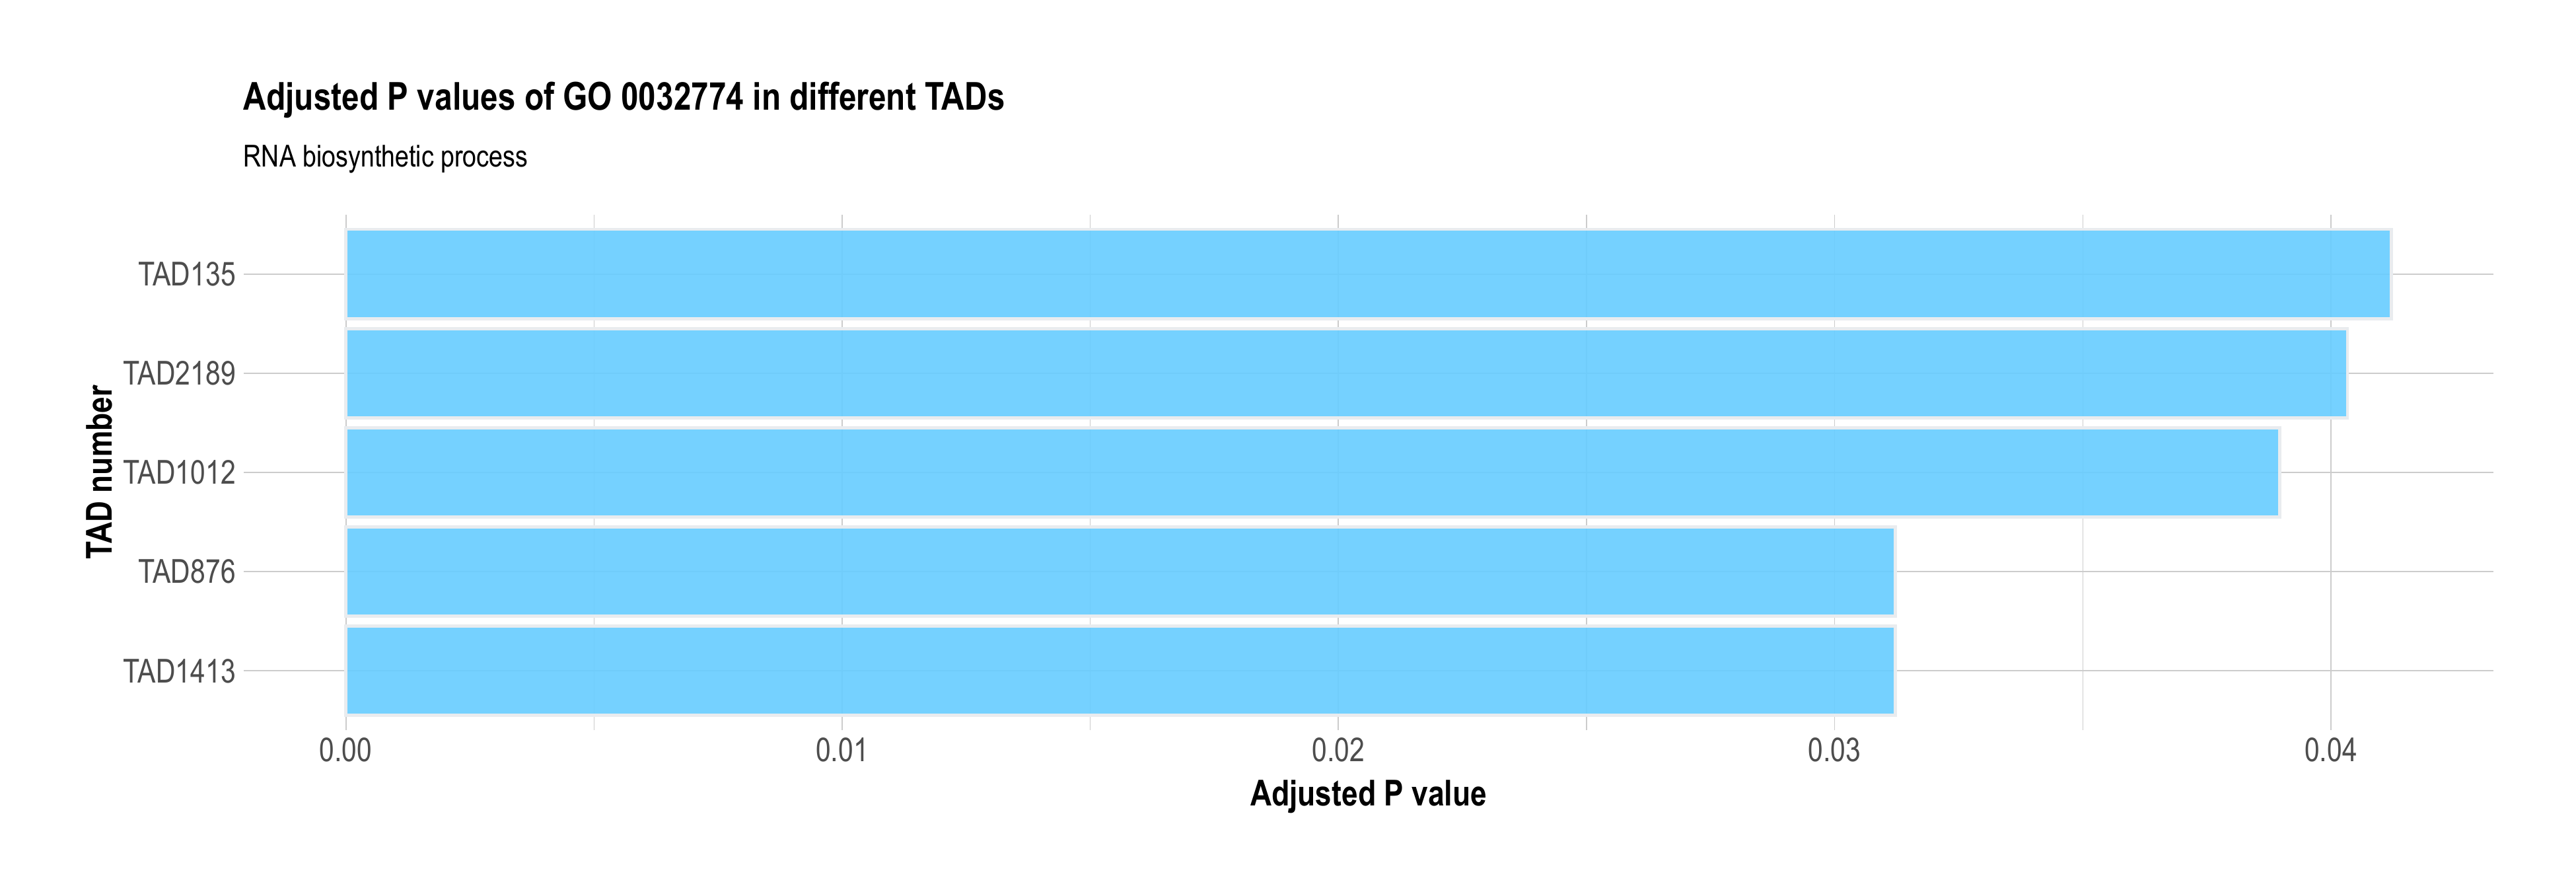 Adjusted P values of GO 0032774 in different TADs
RNA biosynthetic process
TAD number
TAD135
TAD2189
TAD1012
TAD876
TAD1413
0.00 0.01 0.02 0.03 0.04
Adjusted P value